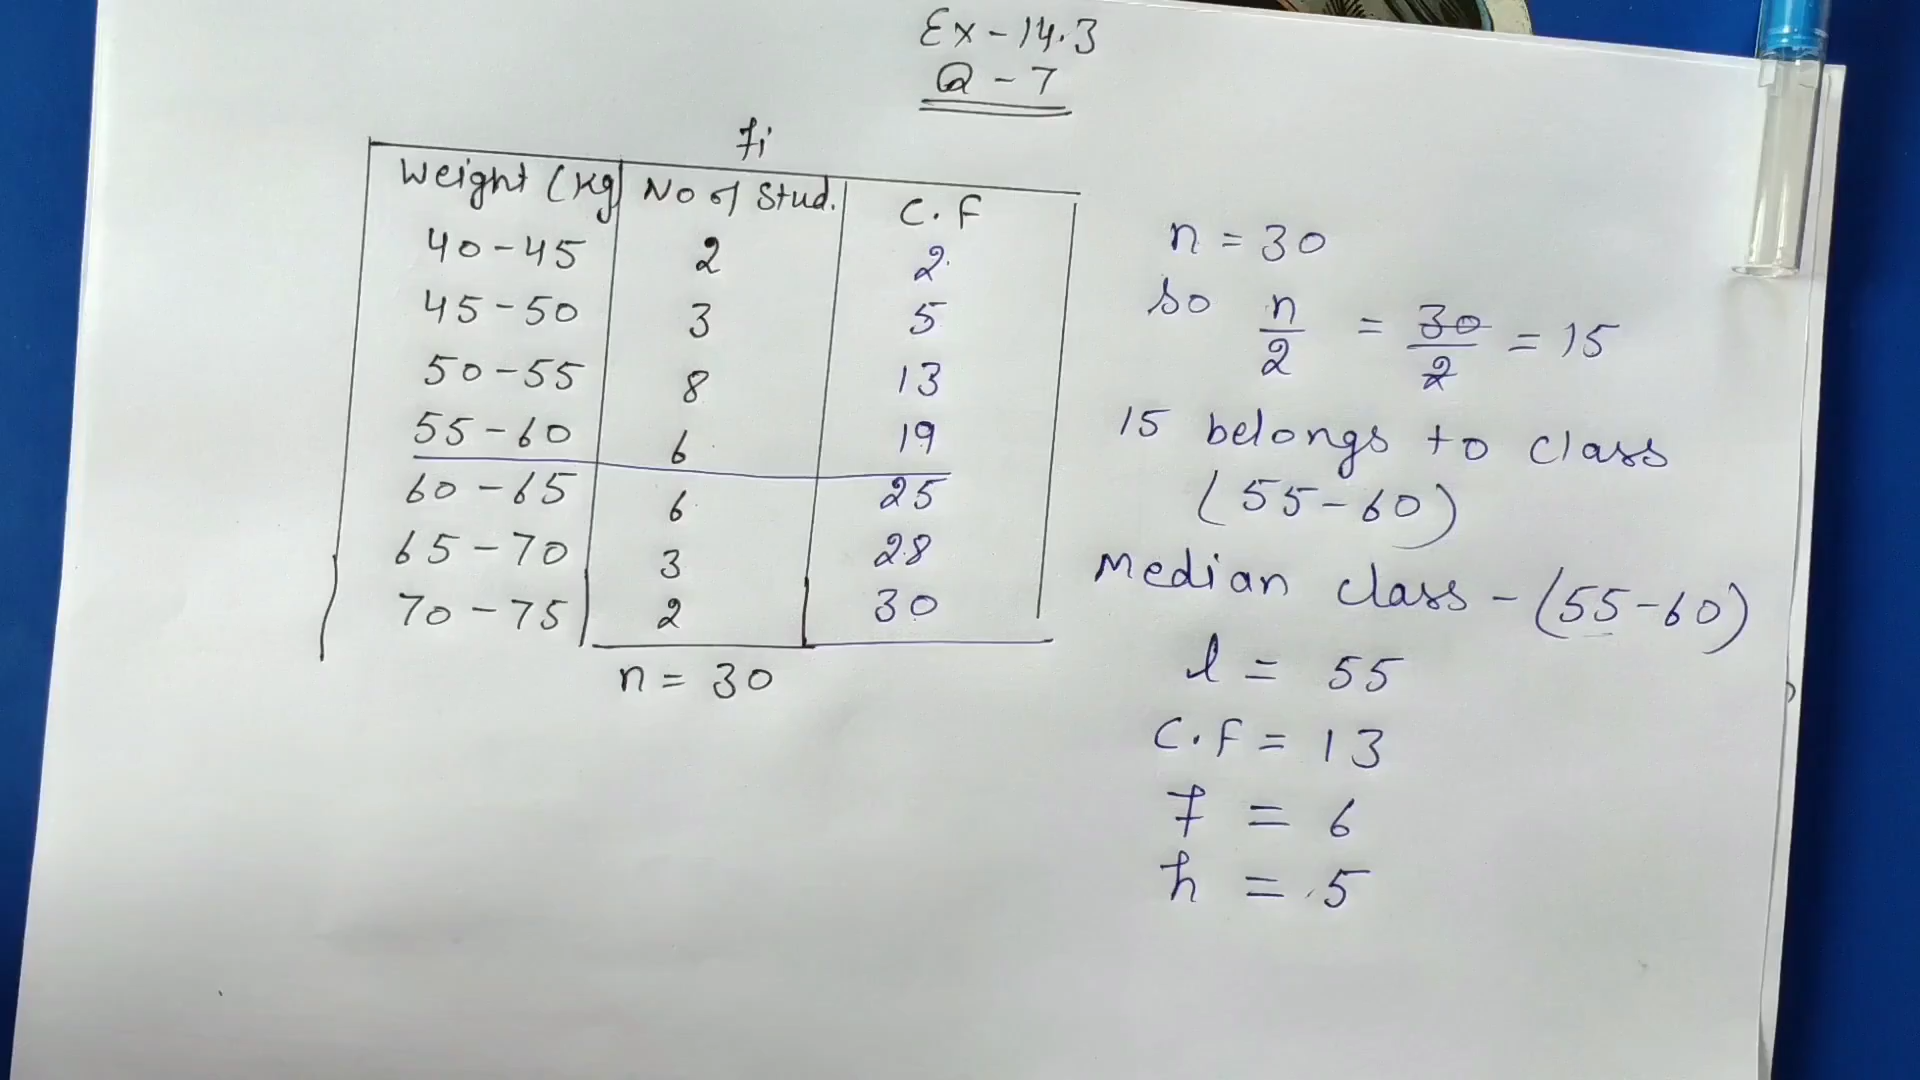 Ex-14.3
Q-7
fi
Weight (Kg) No of Stud. C.F
40-45 2 2
45-50 3 5
50-55 8 13
55-60 6 19
60-65 6 25
65-70 3 28
70-75 2 30
n = 30
n = 30
so n/2 = 30/2 = 15
15 belongs to class
(55-60)
Median class - (55-60)
l = 55
C.F = 13
f = 6
h = 5